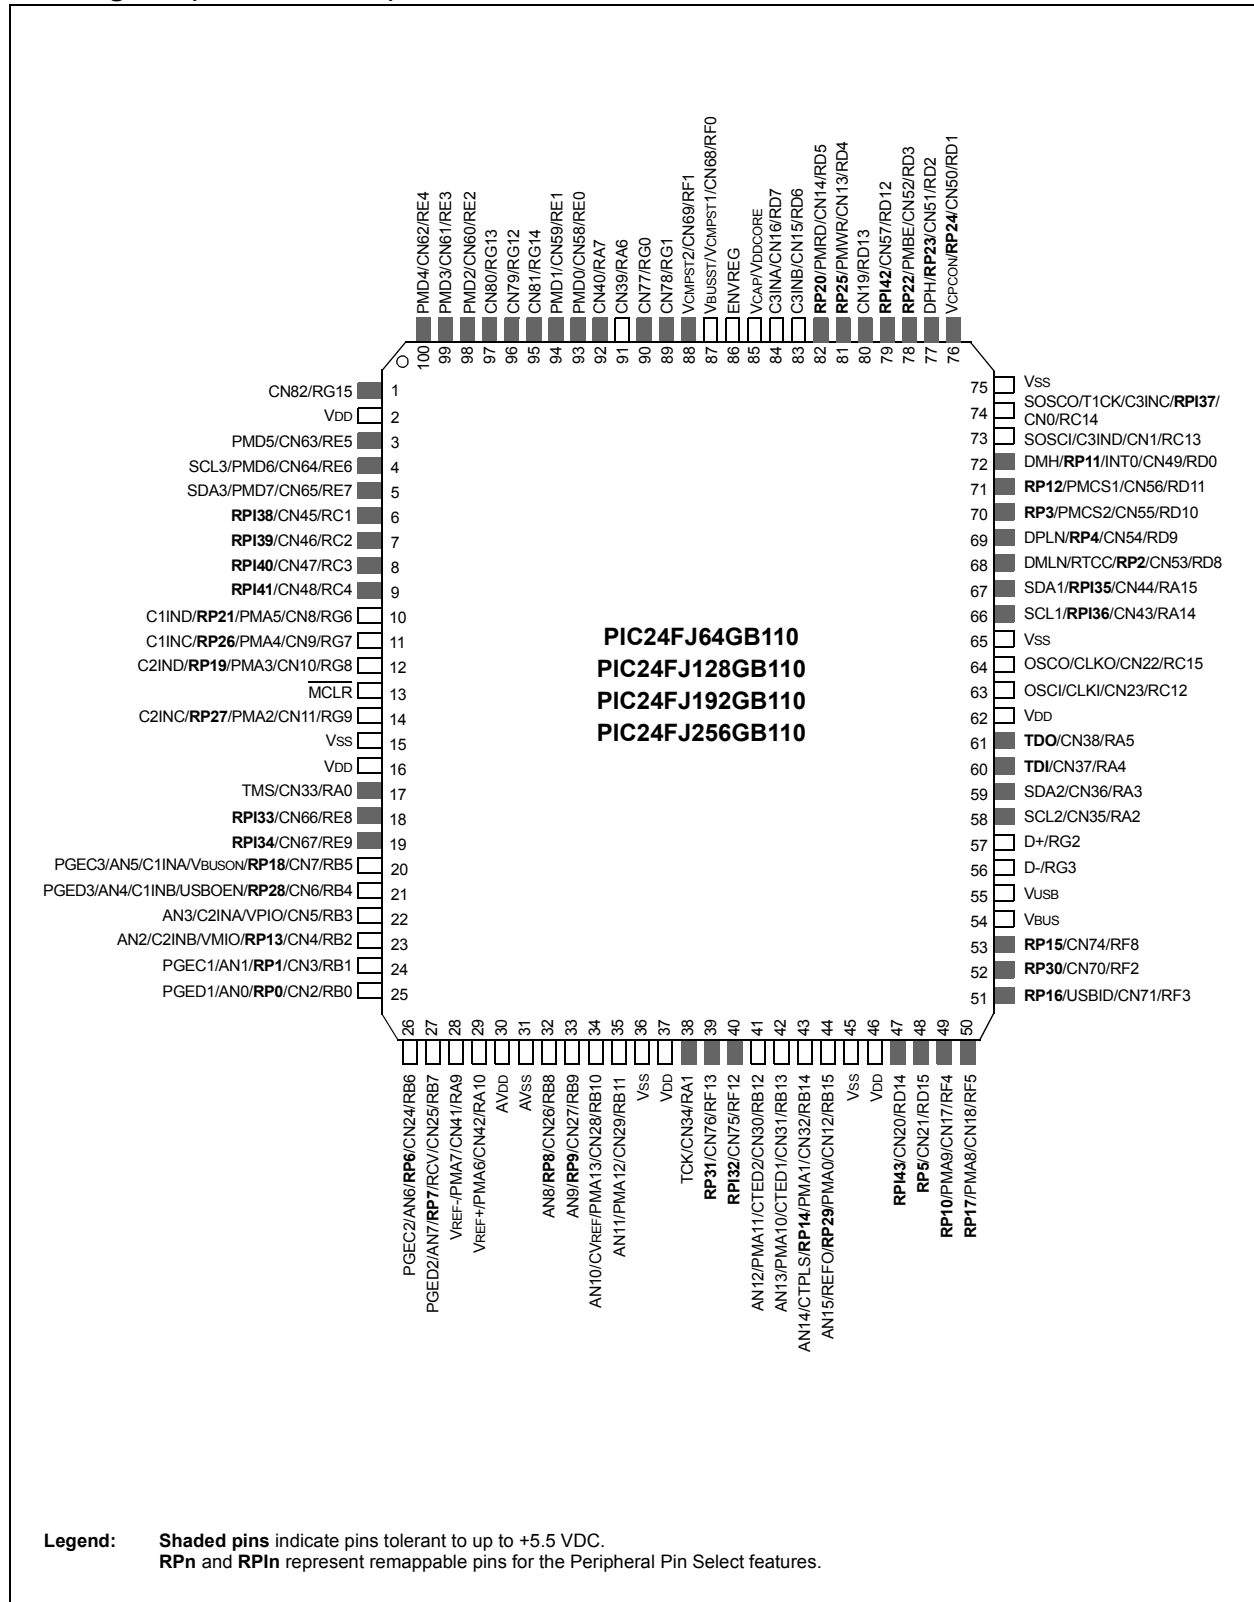 PMD4/CN62/RE4
PMD3/CN61/RE3
PMD2/CN60/RE2
CN80/RG13
CN79/RG12
CN81/RG14
PMD1/CN59/RE1
PMD0/CN58/RE0
CN40/RA7
CN39/RA6
CN77/RG0
CN78/RG1
VCMPST2/CN69/RF1
VBUSST/VCMPST1/CN68/RF0
ENVREG
VCAP/VDDCORE
C3INA/CN16/RD7
C3INB/CN15/RD6
RP20/PMRD/CN14/RD5
RP25/PMWR/CN13/RD4
CN19/RD13
RPI42/CN57/RD12
RP22/PMBE/CN52/RD3
DPH/RP23/CN51/RD2
VCPCON/RP24/CN50/RD1
100 99 98 97 96 95 94 93 92 91 90 89 88 87 86 85 84 83 82 81 80 79 78 77 76
CN82/RG15 1
VDD 2
PMD5/CN63/RE5 3
SCL3/PMD6/CN64/RE6 4
SDA3/PMD7/CN65/RE7 5
RPI38/CN45/RC1 6
RPI39/CN46/RC2 7
RPI40/CN47/RC3 8
RPI41/CN48/RC4 9
C1IND/RP21/PMA5/CN8/RG6 10
C1INC/RP26/PMA4/CN9/RG7 11
C2IND/RP19/PMA3/CN10/RG8 12
MCLR 13
C2INC/RP27/PMA2/CN11/RG9 14
VSS 15
VDD 16
TMS/CN33/RA0 17
RPI33/CN66/RE8 18
RPI34/CN67/RE9 19
PGEC3/AN5/C1INA/VBUSON/RP18/CN7/RB5 20
PGED3/AN4/C1INB/USBOEN/RP28/CN6/RB4 21
AN3/C2INA/VPIO/CN5/RB3 22
AN2/C2INB/VMIO/RP13/CN4/RB2 23
PGEC1/AN1/RP1/CN3/RB1 24
PGED1/AN0/RP0/CN2/RB0 25
PIC24FJ64GB110
PIC24FJ128GB110
PIC24FJ192GB110
PIC24FJ256GB110
75 VSS
74 SOSCO/T1CK/C3INC/RPI37/
CN0/RC14
73 SOSCI/C3IND/CN1/RC13
72 DMH/RP11/INT0/CN49/RD0
71 RP12/PMCS1/CN56/RD11
70 RP3/PMCS2/CN55/RD10
69 DPLN/RP4/CN54/RD9
68 DMLN/RTCC/RP2/CN53/RD8
67 SDA1/RPI35/CN44/RA15
66 SCL1/RPI36/CN43/RA14
65 VSS
64 OSCO/CLKO/CN22/RC15
63 OSCI/CLKI/CN23/RC12
62 VDD
61 TDO/CN38/RA5
60 TDI/CN37/RA4
59 SDA2/CN36/RA3
58 SCL2/CN35/RA2
57 D+/RG2
56 D-/RG3
55 VUSB
54 VBUS
53 RP15/CN74/RF8
52 RP30/CN70/RF2
51 RP16/USBID/CN71/RF3
26 27 28 29 30 31 32 33 34 35 36 37 38 39 40 41 42 43 44 45 46 47 48 49 50
PGEC2/AN6/RP6/CN24/RB6
PGED2/AN7/RP7/RCV/CN25/RB7
VREF-/PMA7/CN41/RA9
VREF+/PMA6/CN42/RA10
AVDD
AVSS
AN8/RP8/CN26/RB8
AN9/RP9/CN27/RB9
AN10/CVREF/PMA13/CN28/RB10
AN11/PMA12/CN29/RB11
VSS
VDD
TCK/CN34/RA1
RP31/CN76/RF13
RPI32/CN75/RF12
AN12/PMA11/CTED2/CN30/RB12
AN13/PMA10/CTED1/CN31/RB13
AN14/CTPLS/RP14/PMA1/CN32/RB14
AN15/REFO/RP29/PMA0/CN12/RB15
VSS
VDD
RPI43/CN20/RD14
RP5/CN21/RD15
RP10/PMA9/CN17/RF4
RP17/PMA8/CN18/RF5
Legend: Shaded pins indicate pins tolerant to up to +5.5 VDC.
RPn and RPIn represent remappable pins for the Peripheral Pin Select features.